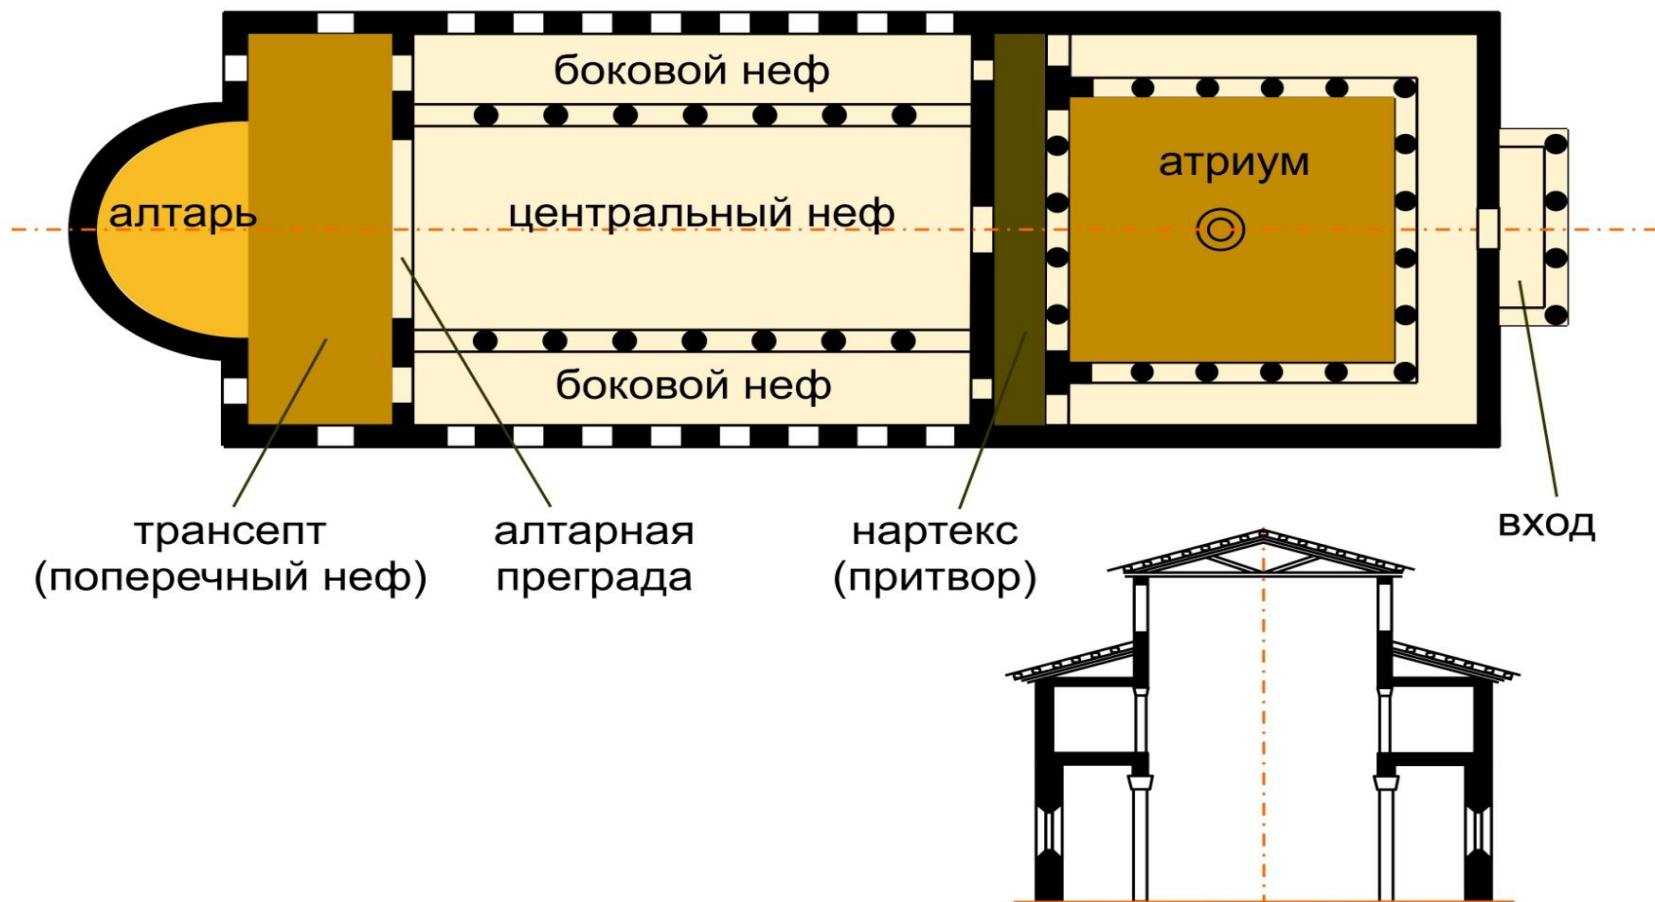 боковой неф
атриум
алтарь
центральный неф
боковой неф
трансепт
(поперечный неф)
алтарная
преграда
нартекс
(притвор)
вход